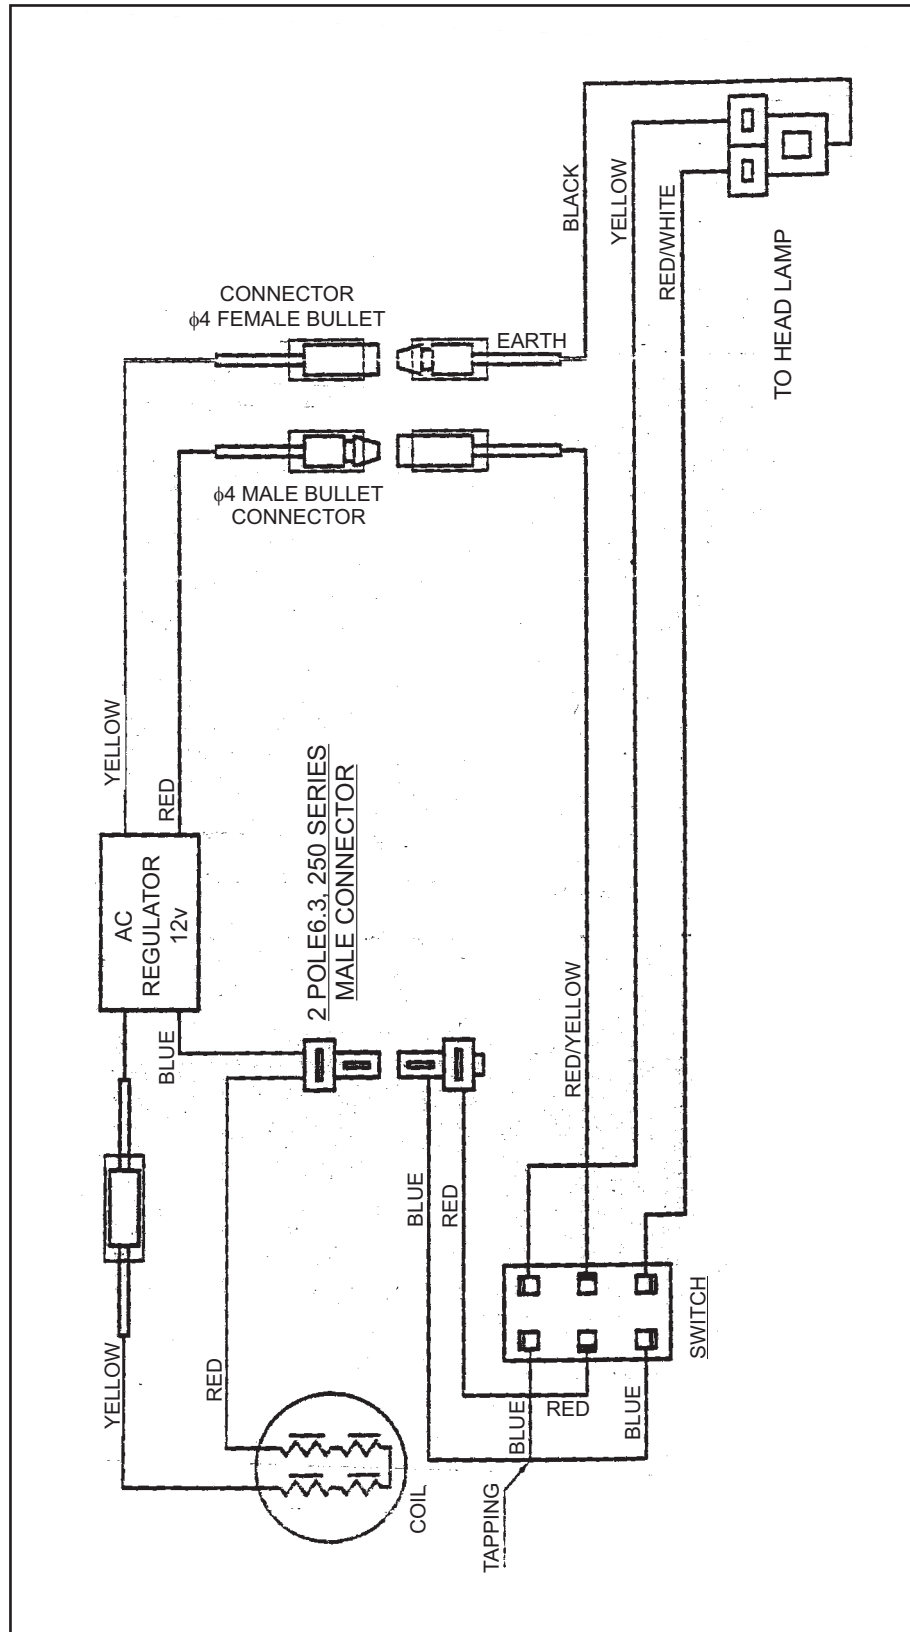 CONNECTOR
ϕ4 FEMALE BULLET
EARTH
BLACK
YELLOW
RED/WHITE
TO HEAD LAMP
ϕ4 MALE BULLET
CONNECTOR
YELLOW
RED
AC
REGULATOR
12v
2 POLE6.3, 250 SERIES
MALE CONNECTOR
BLUE
RED/YELLOW
BLUE
RED
SWITCH
YELLOW
RED
COIL
BLUE
RED
BLUE
TAPPING